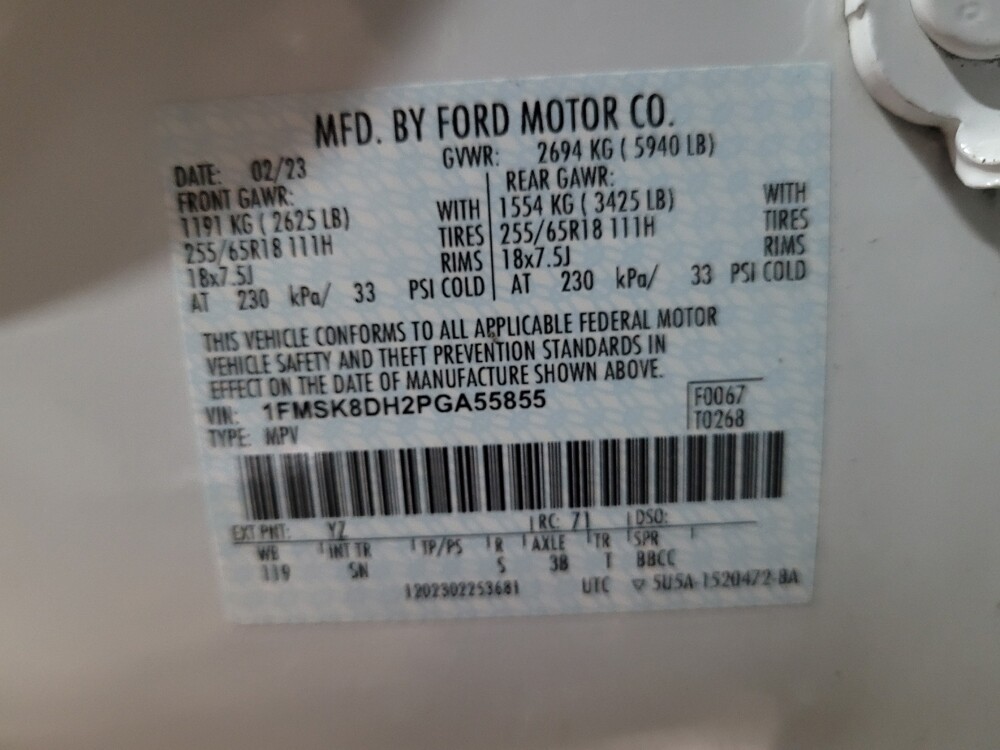 MFD. BY FORD MOTOR CO.
DATE: 02/23 GVWR: 2694 KG ( 5940 LB)
FRONT GAWR: REAR GAWR:
1191 KG ( 2625 LB) WITH 1554 KG ( 3425 LB) WITH
255/65R18 111H TIRES 255/65R18 111H TIRES
18x7.5J RIMS 18x7.5J RIMS
AT 230 kPa/ 33 PSI COLD AT 230 kPa/ 33 PSI COLD
THIS VEHICLE CONFORMS TO ALL APPLICABLE FEDERAL MOTOR
VEHICLE SAFETY AND THEFT PREVENTION STANDARDS IN
EFFECT ON THE DATE OF MANUFACTURE SHOWN ABOVE.
VIN: 1FMSK8DH2PGA55855 F0067
TYPE: MPV T0268
EXT PNT: YZ RC: 71 DSO:
WB INT TR TP/PS R AXLE TR SPR
119 SN S 3B T BBCC
1202302253681 UTC ▽ 5U5A-1520472-BA